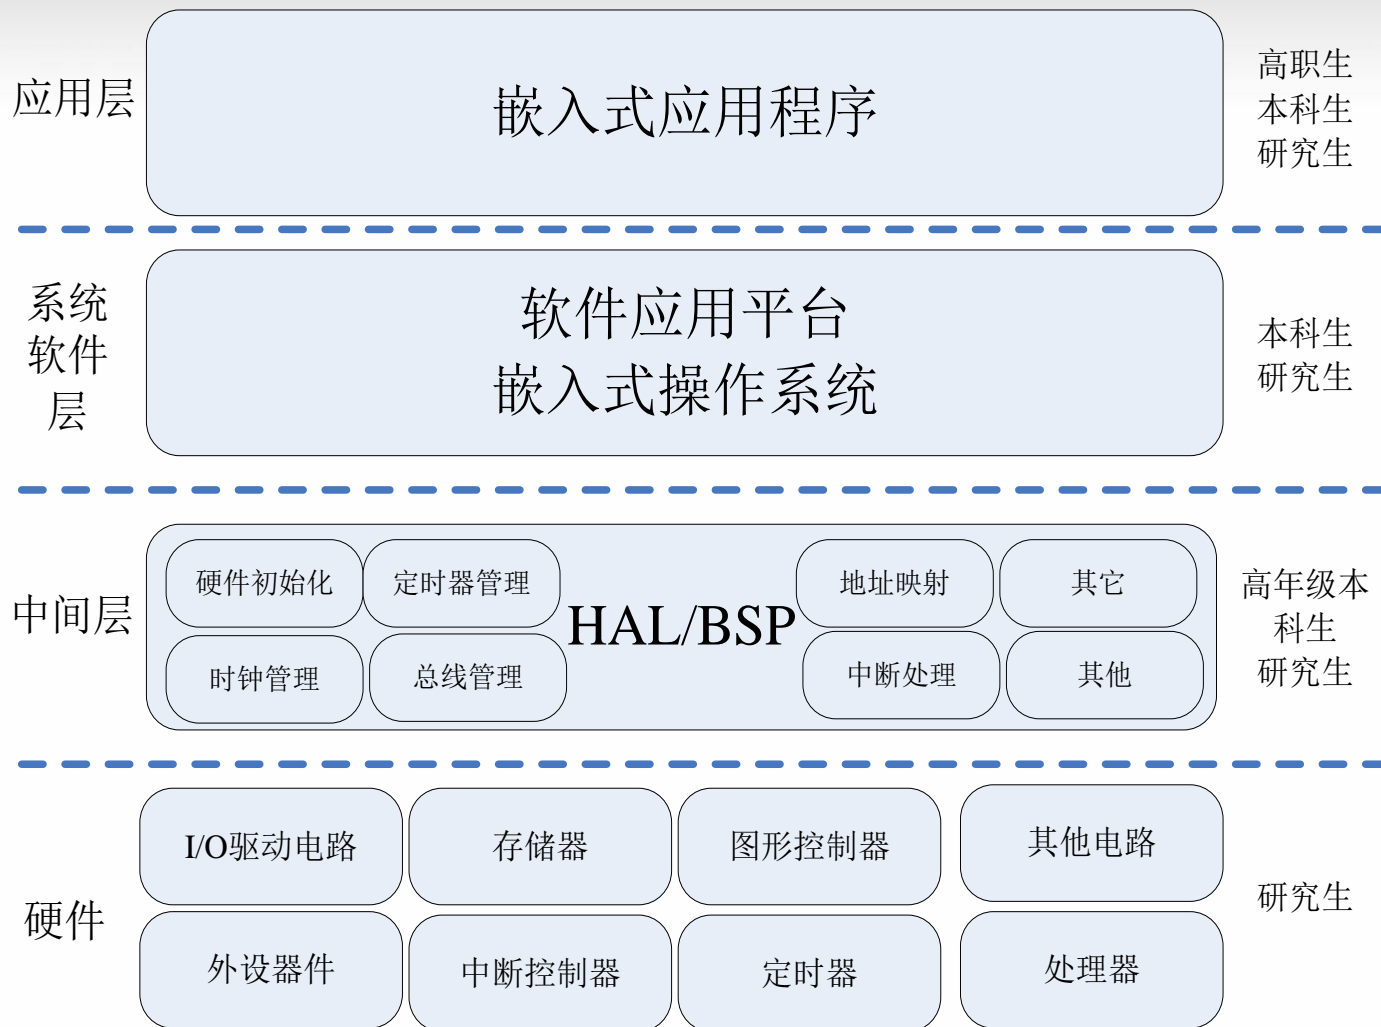 应用层
嵌入式应用程序
高职生
本科生
研究生
系统
软件
层
软件应用平台
嵌入式操作系统
本科生
研究生
中间层
硬件初始化
定时器管理
HAL/BSP
地址映射
其它
时钟管理
总线管理
中断处理
其他
高年级本
科生
研究生
硬件
I/O驱动电路
存储器
图形控制器
其他电路
外设器件
中断控制器
定时器
处理器
研究生